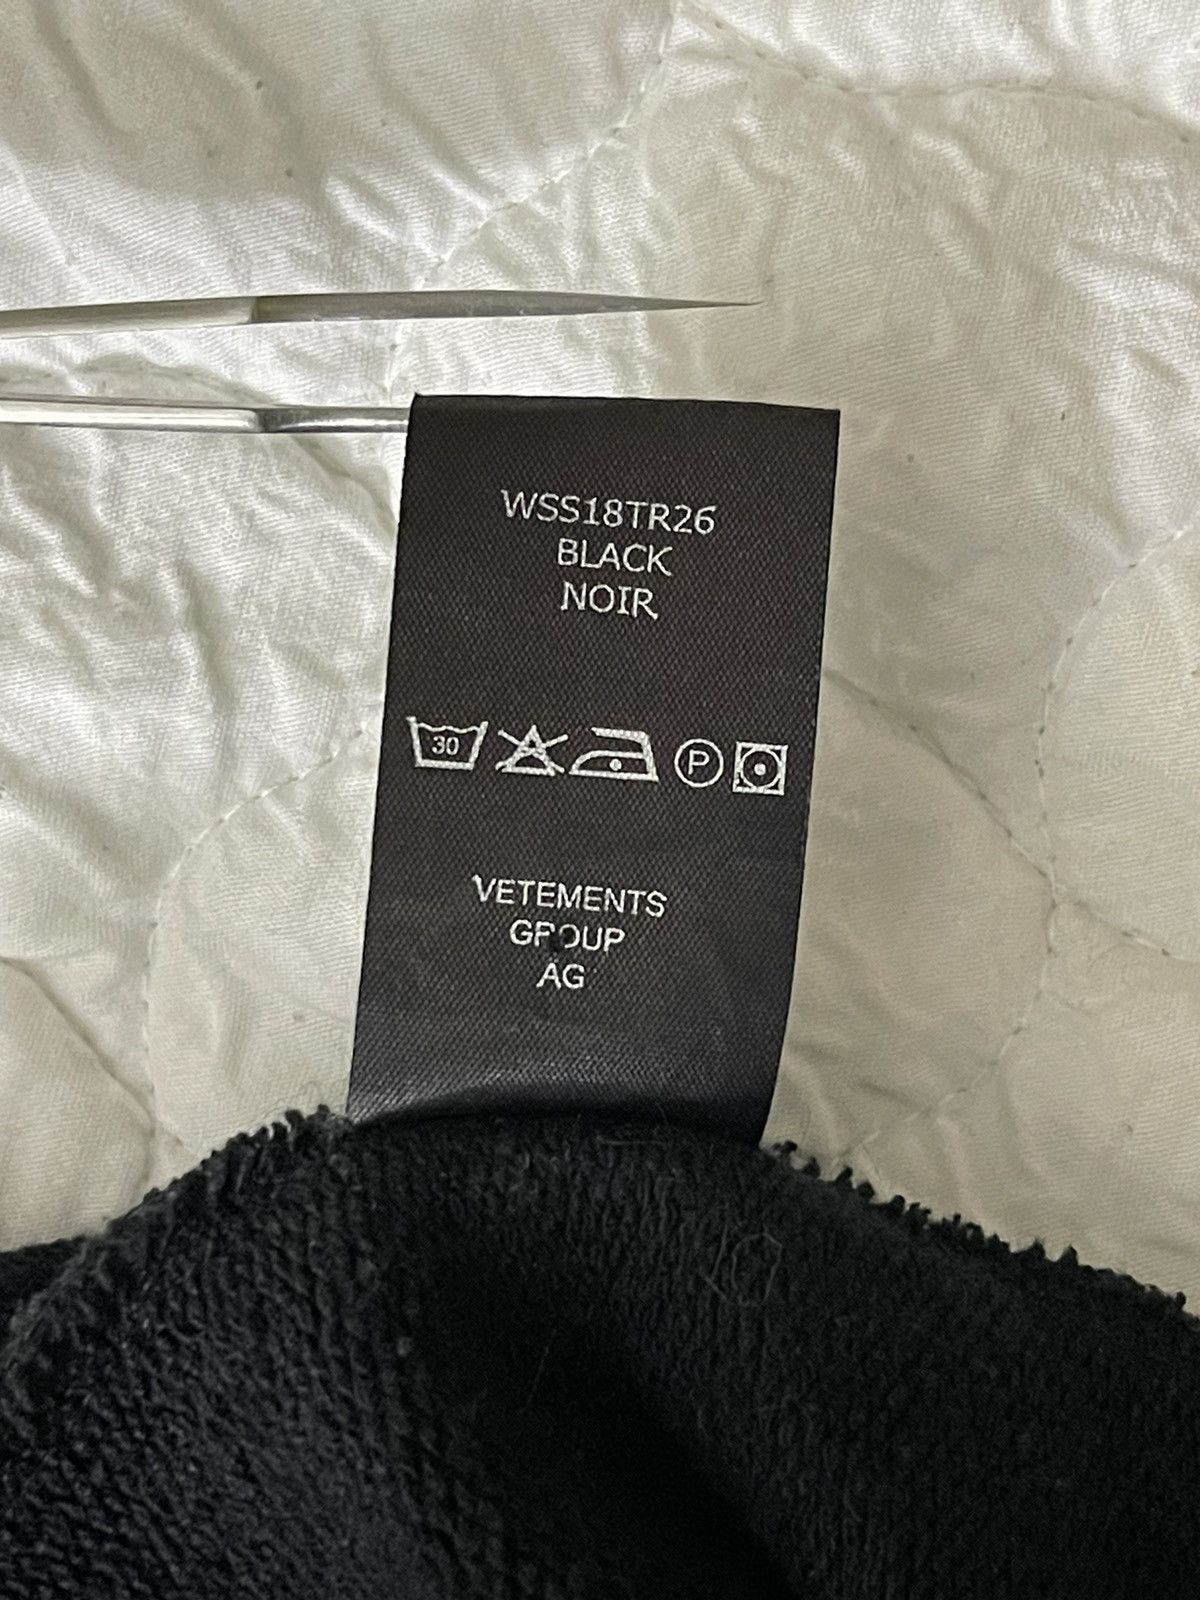 WSS18TR26
BLACK
NOIR
30
P
VETEMENTS
GROUP
AG